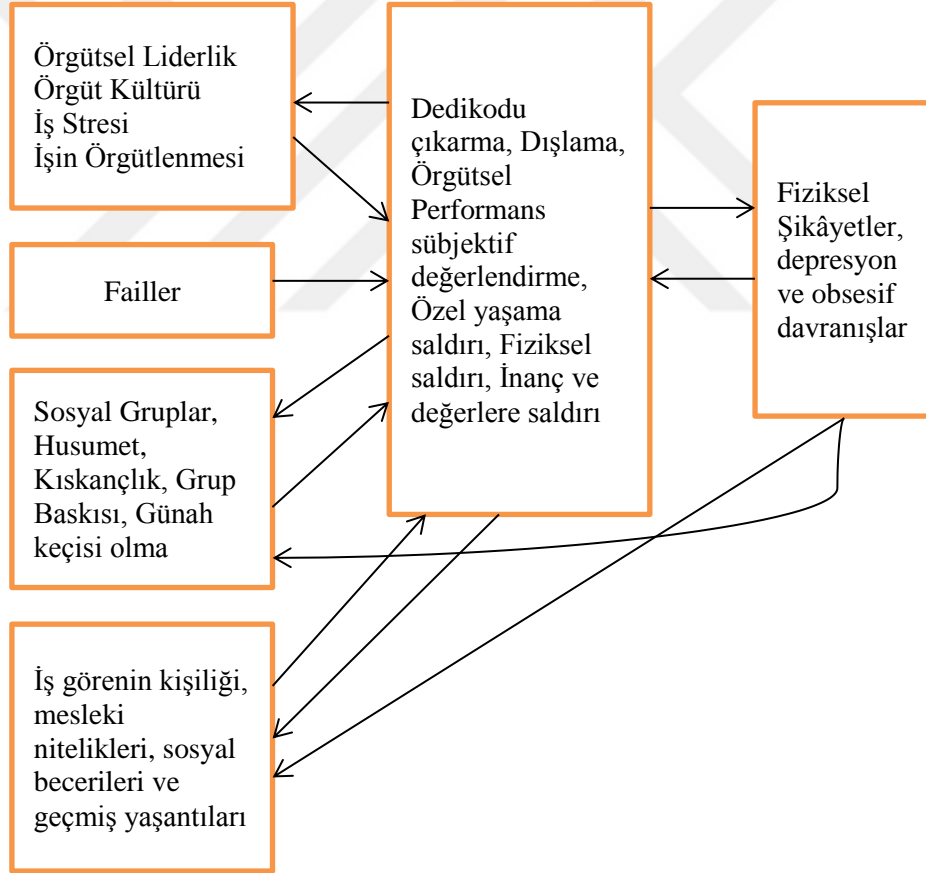 Örgütsel Liderlik
Örgüt Kültürü
İş Stresi
İşin Örgütlenmesi
Failler
Sosyal Gruplar,
Husumet,
Kıskançlık, Grup
Baskısı, Günah
keçisi olma
İş görenin kişiliği,
mesleki
nitelikleri, sosyal
becerileri ve
geçmiş yaşantıları
Dedikodu
çıkarma, Dışlama,
Örgütsel
Performans
sübjektif
değerlendirme,
Özel yaşama
saldırı, Fiziksel
saldırı, İnanç ve
değerlere saldırı
Fiziksel
Şikâyetler,
depresyon
ve obsesif
davranışlar